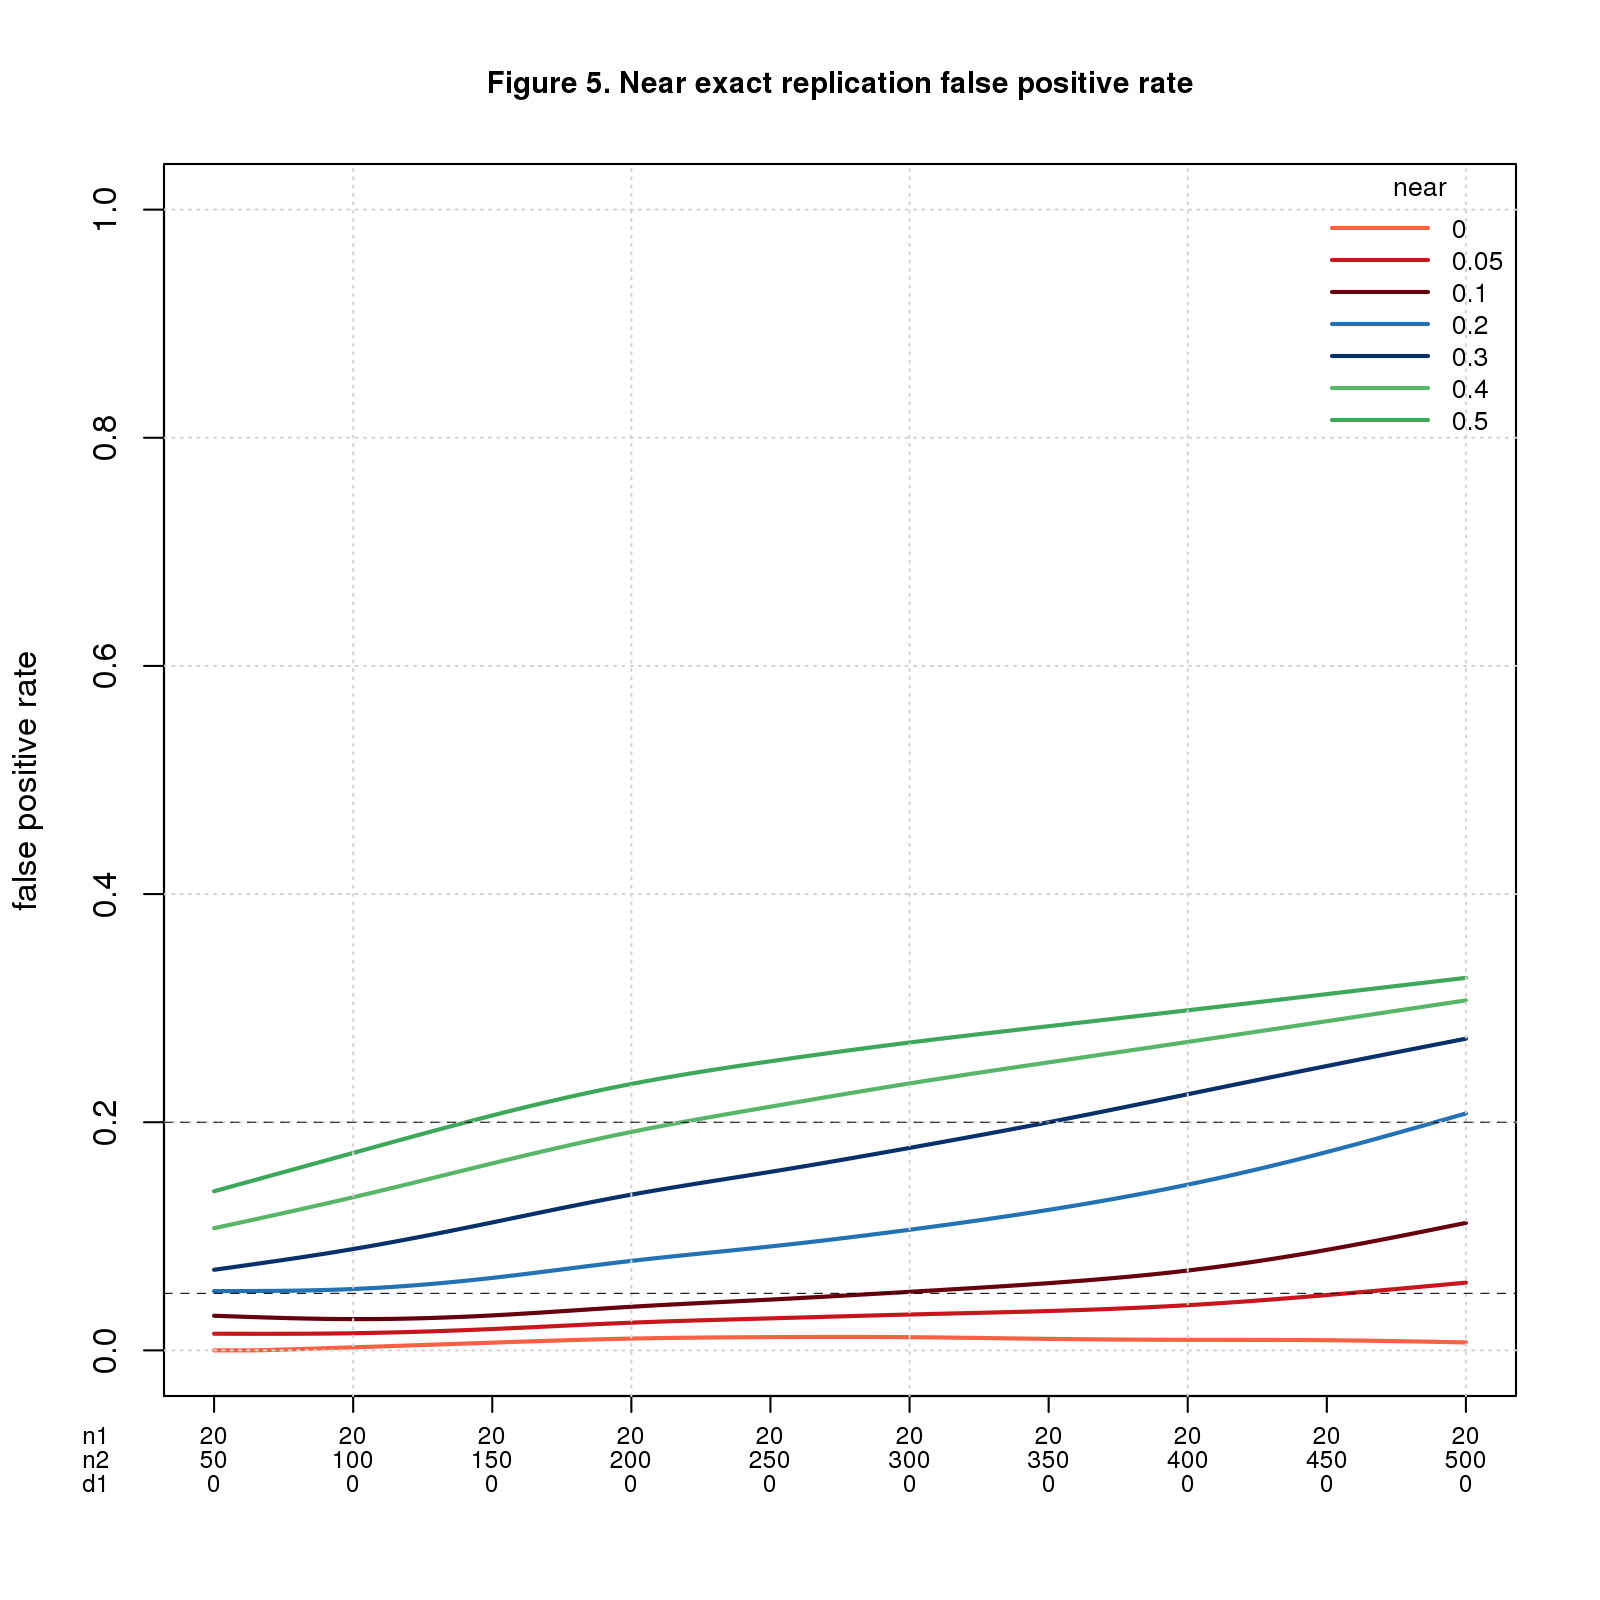 Figure 5. Near exact replication false positive rate
near
0
0.05
0.1
0.2
0.3
0.4
0.5
false positive rate
1.0
0.8
0.6
0.4
0.2
0.0
n1 20 20 20 20 20 20 20 20 20 20
n2 50 100 150 200 250 300 350 400 450 500
d1 0 0 0 0 0 0 0 0 0 0